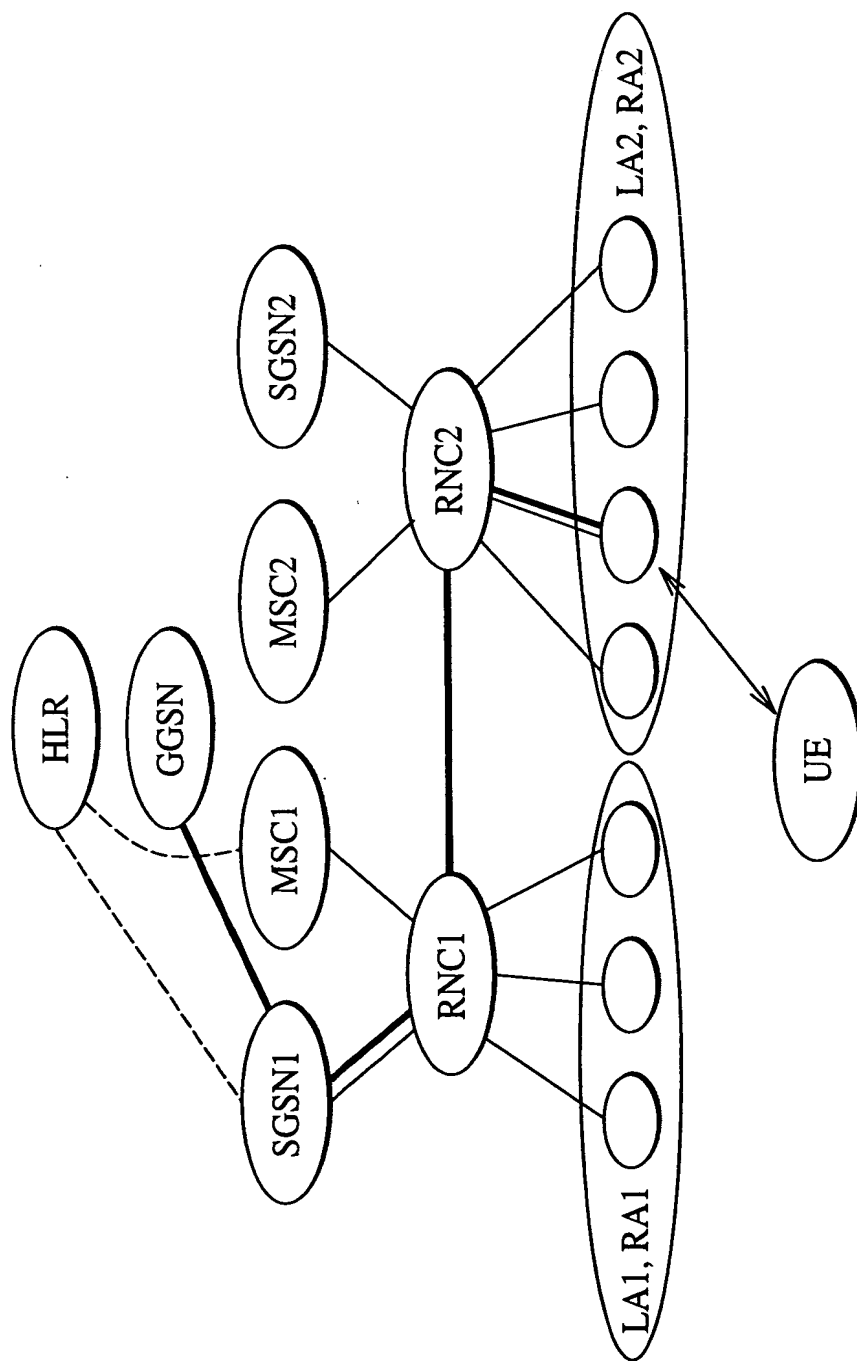 HLR
GGSN
SGSN1
MSC1
MSC2
SGSN2
RNC1
RNC2
LA1, RA1
LA2, RA2
UE